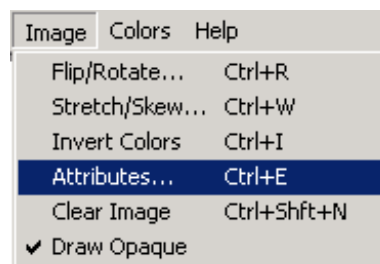 Image Colors Help
Flip/Rotate... Ctrl+R
Stretch/Skew... Ctrl+W
Invert Colors Ctrl+I
Attributes... Ctrl+E
Clear Image Ctrl+Shft+N
Draw Opaque